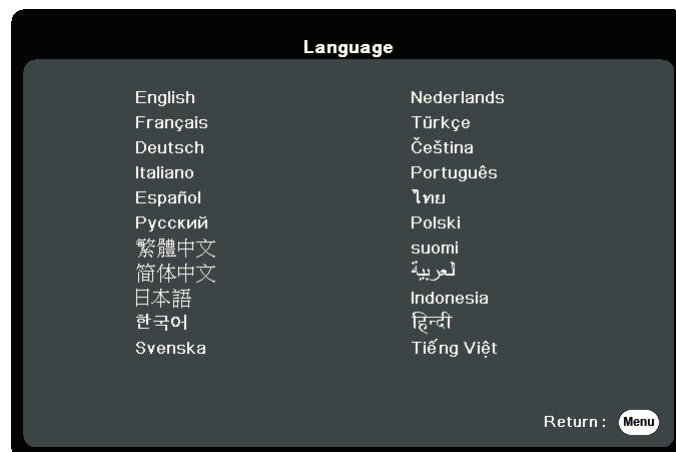 Language
English
Français
Deutsch
Italiano
Español
Русский
繁體中文
简体中文
日本語
한국어
Svenska
Nederlands
Türkçe
Čeština
Português
ไทย
Polski
suomi
العربية
Indonesia
हिन्दी
Tiếng Việt
Return : Menu